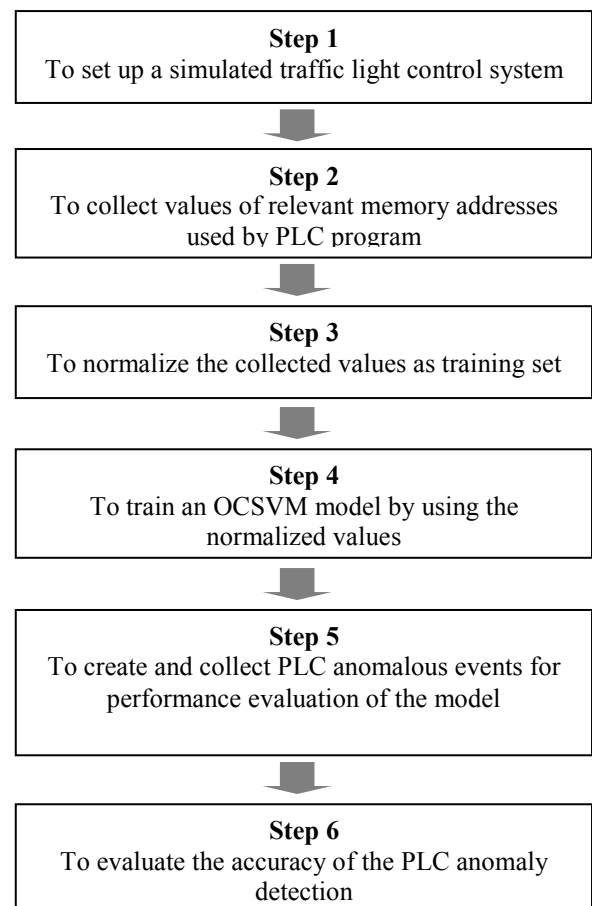 Step 1
To set up a simulated traffic light control system
Step 2
To collect values of relevant memory addresses
used by PLC program
Step 3
To normalize the collected values as training set
Step 4
To train an OCSVM model by using the
normalized values
Step 5
To create and collect PLC anomalous events for
performance evaluation of the model
Step 6
To evaluate the accuracy of the PLC anomaly
detection